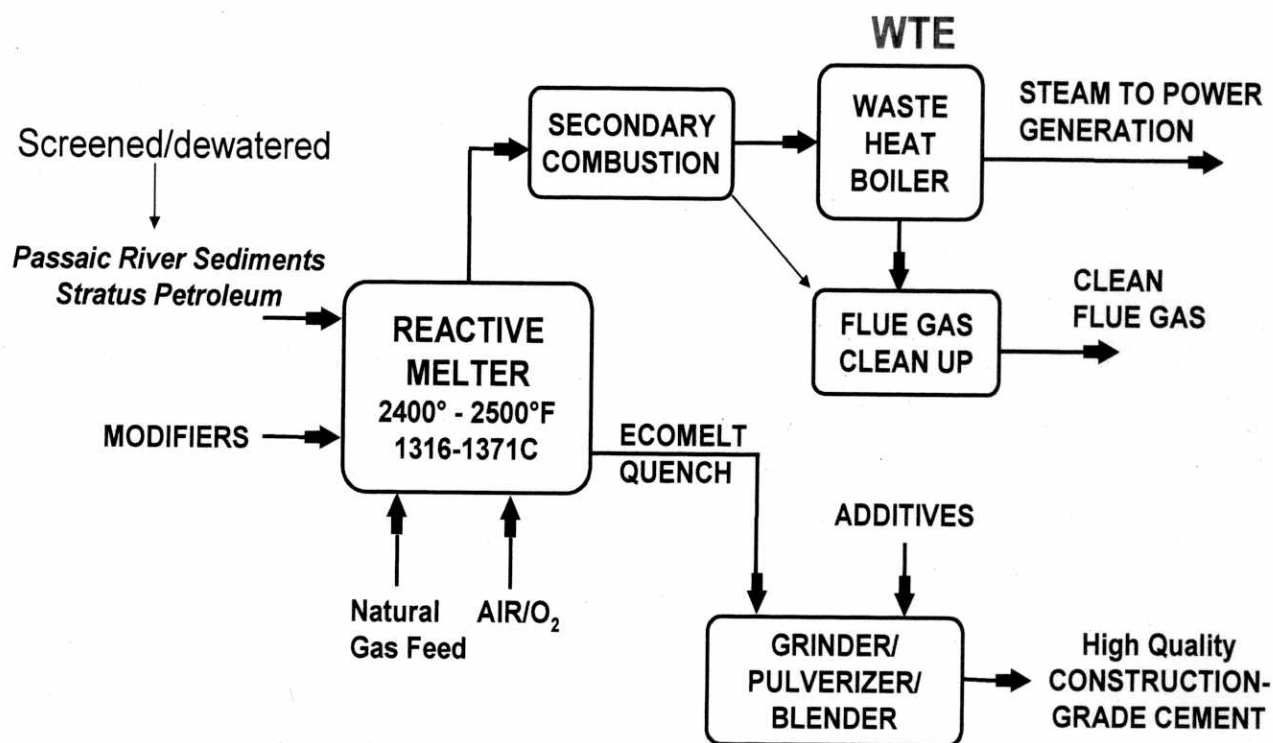 WTE
WASTE
HEAT
BOILER
STEAM TO POWER
GENERATION
SECONDARY
COMBUSTION
Screened/dewatered
Passaic River Sediments
Stratus Petroleum
REACTIVE
MELTER
2400° - 2500°F
1316-1371C
FLUE GAS
CLEAN UP
CLEAN
FLUE GAS
MODIFIERS
ECOMELT
QUENCH
Natural
Gas Feed
AIR/O₂
ADDITIVES
GRINDER/
PULVERIZER/
BLENDER
High Quality
CONSTRUCTION-
GRADE CEMENT